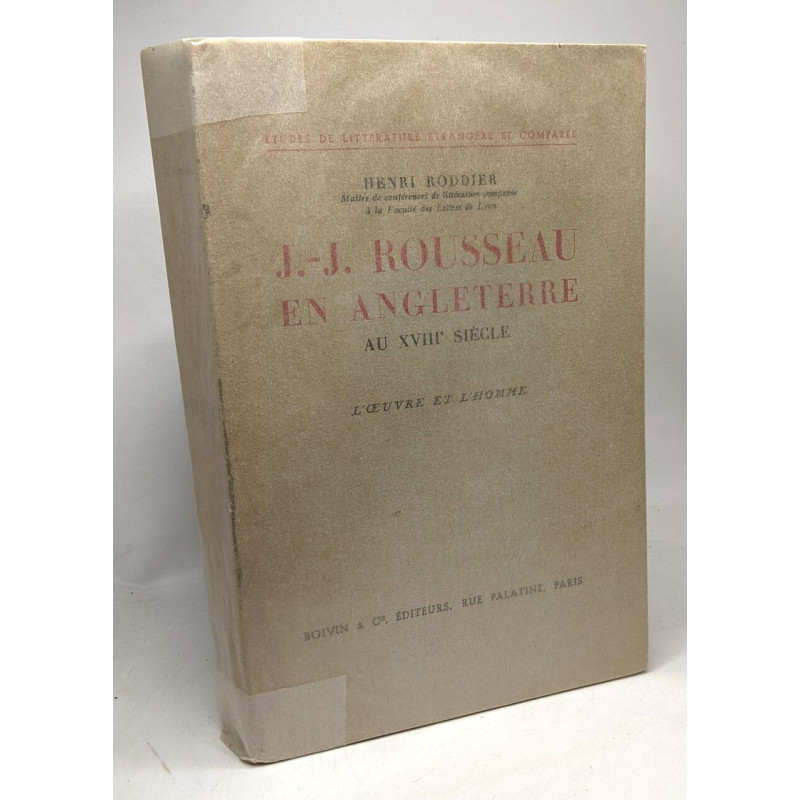 ÉTUDES DE LITTÉRATURE ÉTRANGÈRE ET COMPARÉE
HENRI RODDIER
Maître de conférences de littérature comparée
à la Faculté des Lettres de Lyon
J.-J. ROUSSEAU
EN ANGLETERRE
AU XVIIIe SIÈCLE
L'ŒUVRE ET L'HOMME
BOIVIN & Cie, ÉDITEURS, RUE PALATINE, PARIS